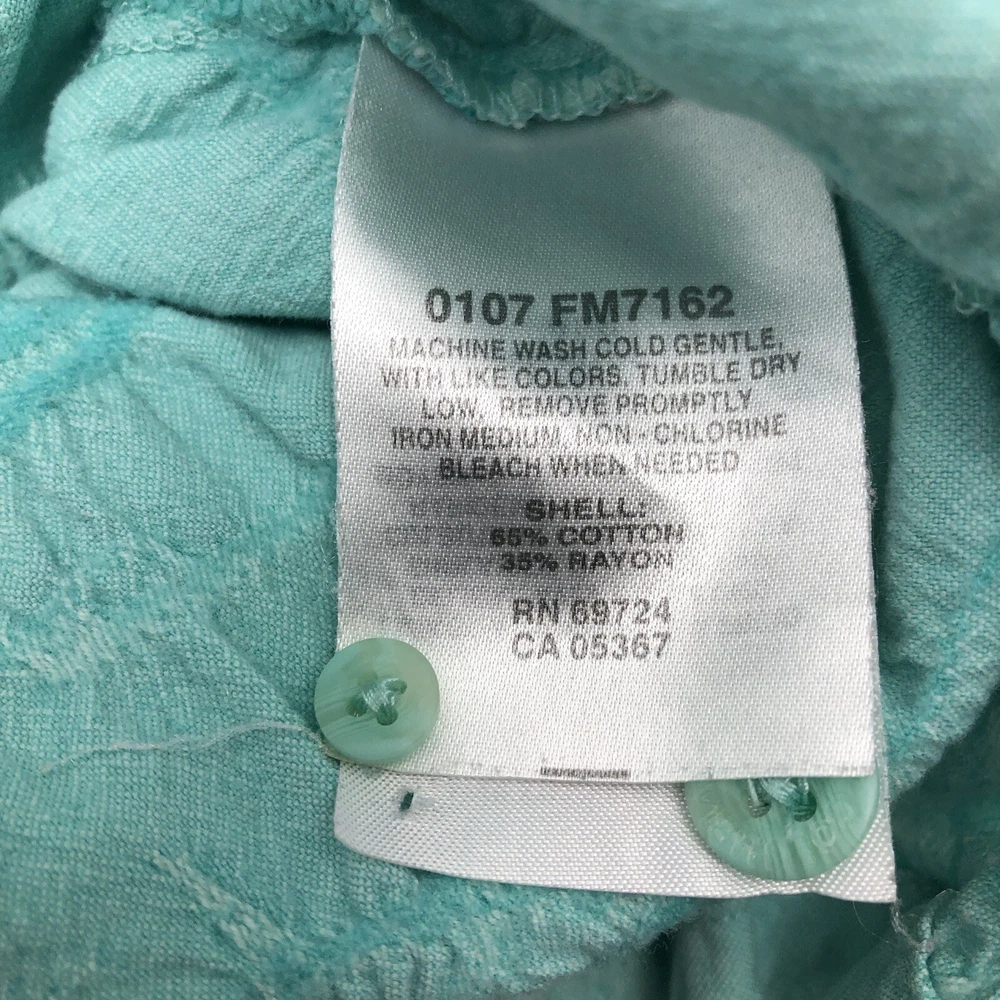 0107 FM7162
MACHINE WASH COLD GENTLE,
WITH LIKE COLORS. TUMBLE DRY
LOW, REMOVE PROMPTLY
IRON MEDIUM, NON-CHLORINE
BLEACH WHEN NEEDED
SHELL:
65% COTTON
35% RAYON
RN 69724
CA 05367